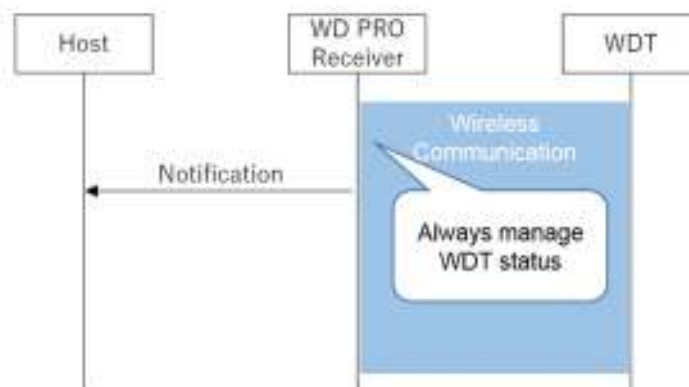 Host
WD PRO
Receiver
WDT
Wireless
Communication
Notification
Always manage
WDT status